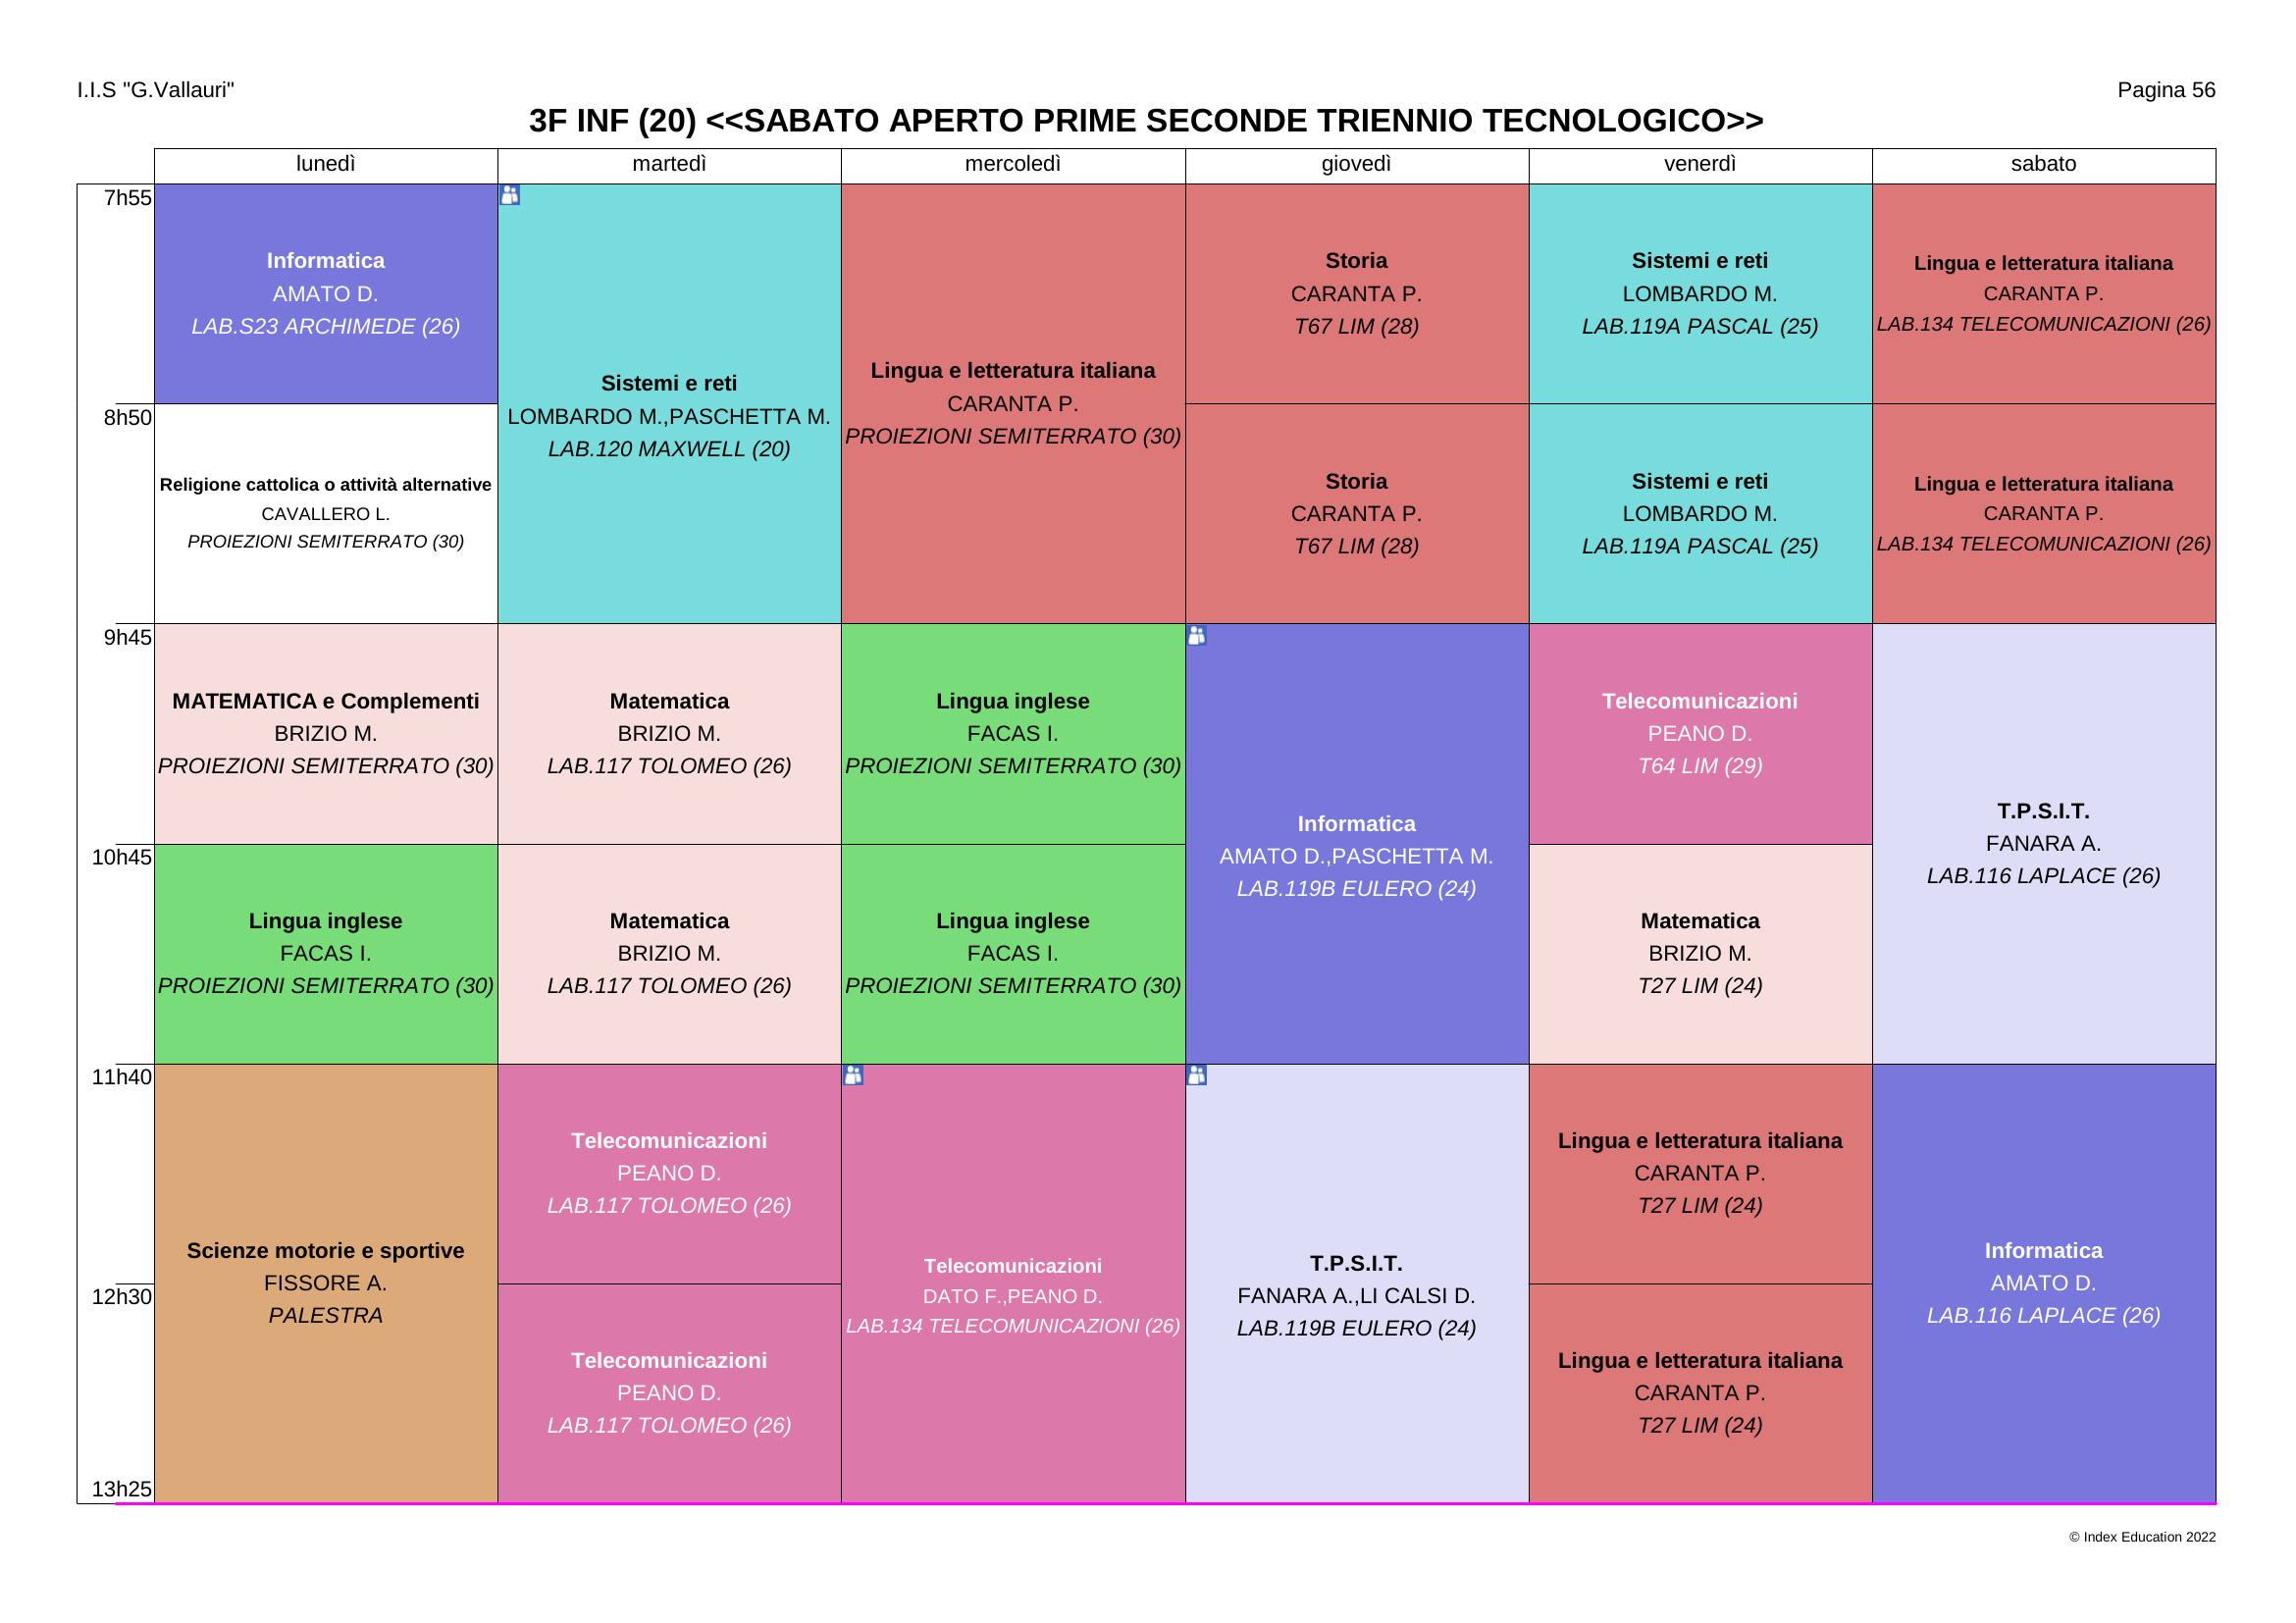 I.I.S "G.Vallauri"
Pagina 56
3F INF (20) <<SABATO APERTO PRIME SECONDE TRIENNIO TECNOLOGICO>>
lunedì
martedì
mercoledì
giovedì
venerdì
sabato
7h55
Informatica
AMATO D.
LAB.S23 ARCHIMEDE (26)
Sistemi e reti
LOMBARDO M.,PASCHETTA M.
LAB.120 MAXWELL (20)
Lingua e letteratura italiana
CARANTA P.
PROIEZIONI SEMITERRATO (30)
Storia
CARANTA P.
T67 LIM (28)
Sistemi e reti
LOMBARDO M.
LAB.119A PASCAL (25)
Lingua e letteratura italiana
CARANTA P.
LAB.134 TELECOMUNICAZIONI (26)
8h50
Religione cattolica o attività alternative
CAVALLERO L.
PROIEZIONI SEMITERRATO (30)
Storia
CARANTA P.
T67 LIM (28)
Sistemi e reti
LOMBARDO M.
LAB.119A PASCAL (25)
Lingua e letteratura italiana
CARANTA P.
LAB.134 TELECOMUNICAZIONI (26)
9h45
MATEMATICA e Complementi
BRIZIO M.
PROIEZIONI SEMITERRATO (30)
Matematica
BRIZIO M.
LAB.117 TOLOMEO (26)
Lingua inglese
FACAS I.
PROIEZIONI SEMITERRATO (30)
Informatica
AMATO D.,PASCHETTA M.
LAB.119B EULERO (24)
Telecomunicazioni
PEANO D.
T64 LIM (29)
T.P.S.I.T.
FANARA A.
LAB.116 LAPLACE (26)
10h45
Lingua inglese
FACAS I.
PROIEZIONI SEMITERRATO (30)
Matematica
BRIZIO M.
LAB.117 TOLOMEO (26)
Lingua inglese
FACAS I.
PROIEZIONI SEMITERRATO (30)
Matematica
BRIZIO M.
T27 LIM (24)
11h40
Scienze motorie e sportive
FISSORE A.
PALESTRA
Telecomunicazioni
PEANO D.
LAB.117 TOLOMEO (26)
Telecomunicazioni
DATO F.,PEANO D.
LAB.134 TELECOMUNICAZIONI (26)
T.P.S.I.T.
FANARA A.,LI CALSI D.
LAB.119B EULERO (24)
Lingua e letteratura italiana
CARANTA P.
T27 LIM (24)
Informatica
AMATO D.
LAB.116 LAPLACE (26)
12h30
Telecomunicazioni
PEANO D.
LAB.117 TOLOMEO (26)
Lingua e letteratura italiana
CARANTA P.
T27 LIM (24)
13h25
© Index Education 2022